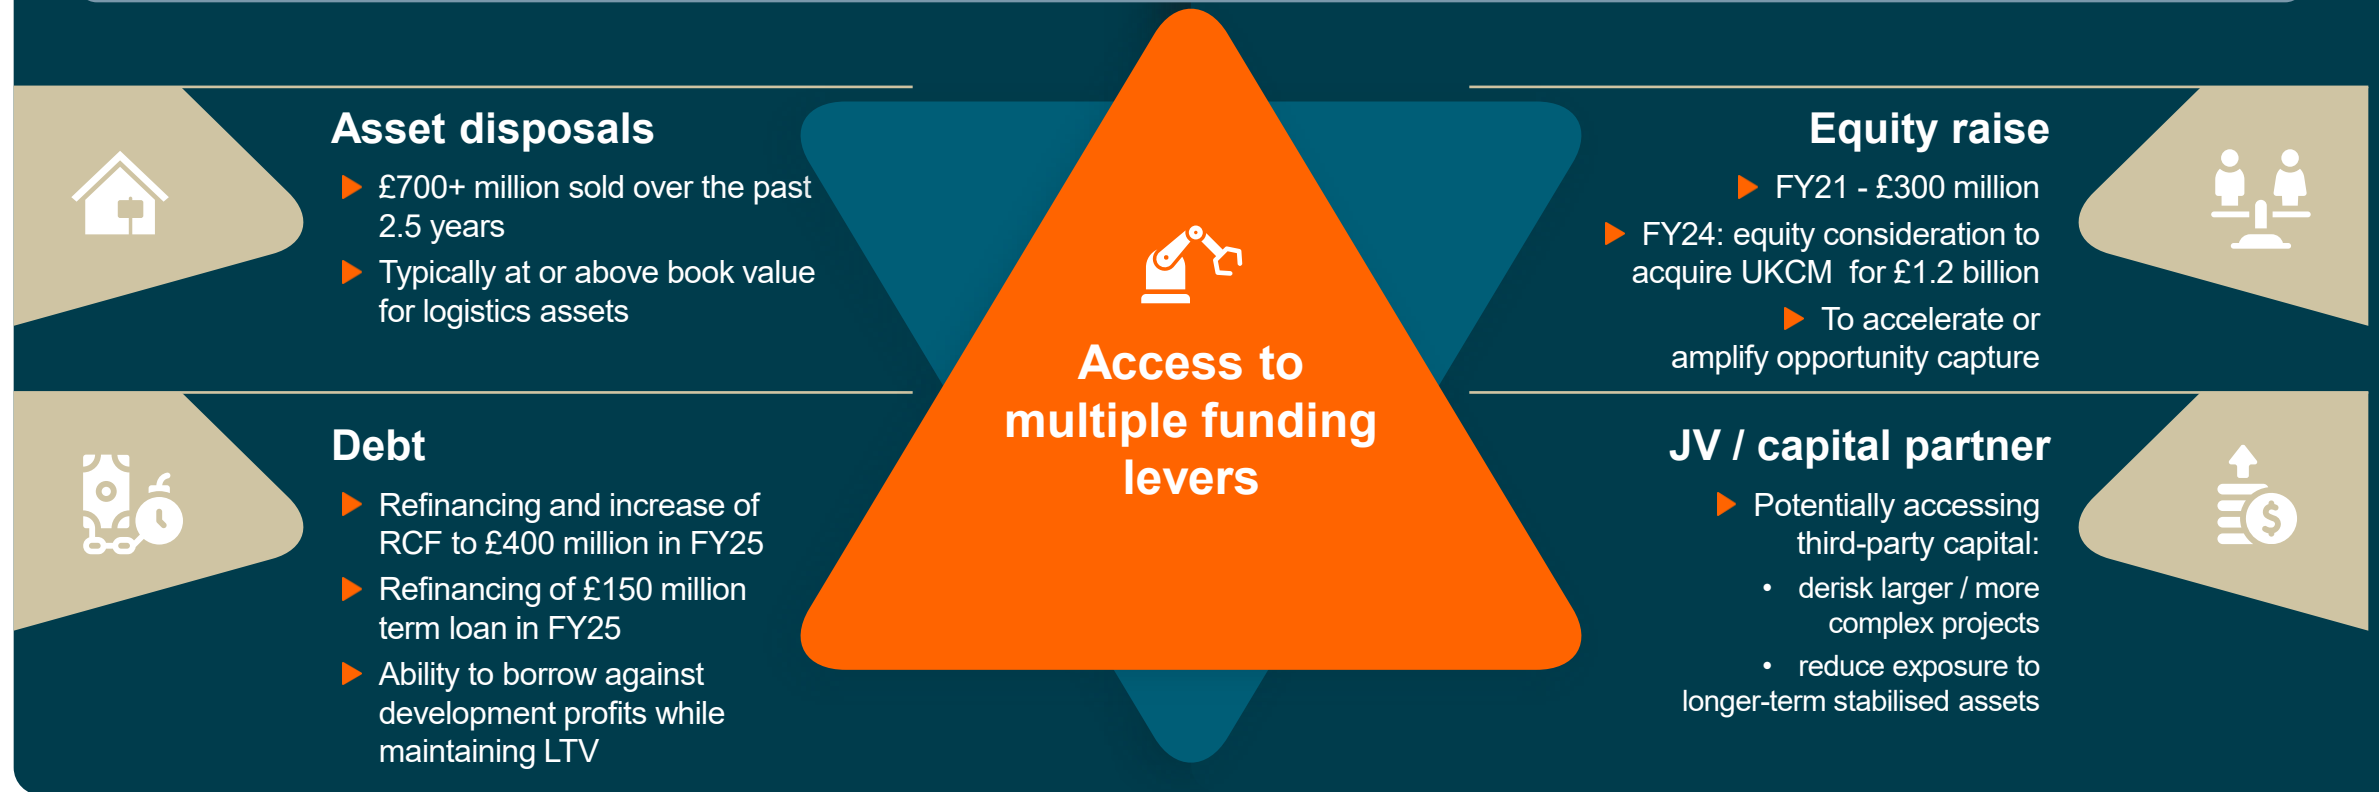 Asset disposals
£700+ million sold over the past
2.5 years
Typically at or above book value
for logistics assets
Debt
Refinancing and increase of
RCF to £400 million in FY25
Refinancing of £150 million
term loan in FY25
Ability to borrow against
development profits while
maintaining LTV
Access to
multiple funding
levers
Equity raise
FY21 - £300 million
FY24: equity consideration to
acquire UKCM for £1.2 billion
To accelerate or
amplify opportunity capture
JV / capital partner
Potentially accessing
third-party capital:
• derisk larger / more
complex projects
• reduce exposure to
longer-term stabilised assets
$